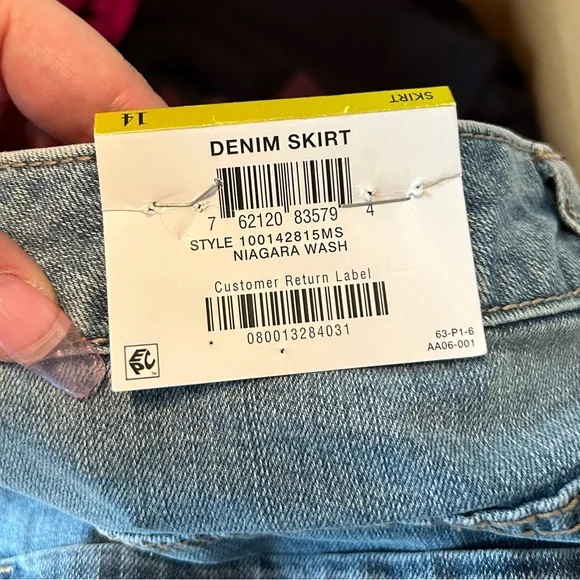 14
SKIRT
DENIM SKIRT
7 62120 83579 4
STYLE 100142815MS
NIAGARA WASH
Customer Return Label
080013284031
63-P1-6
AA06-001
EPC